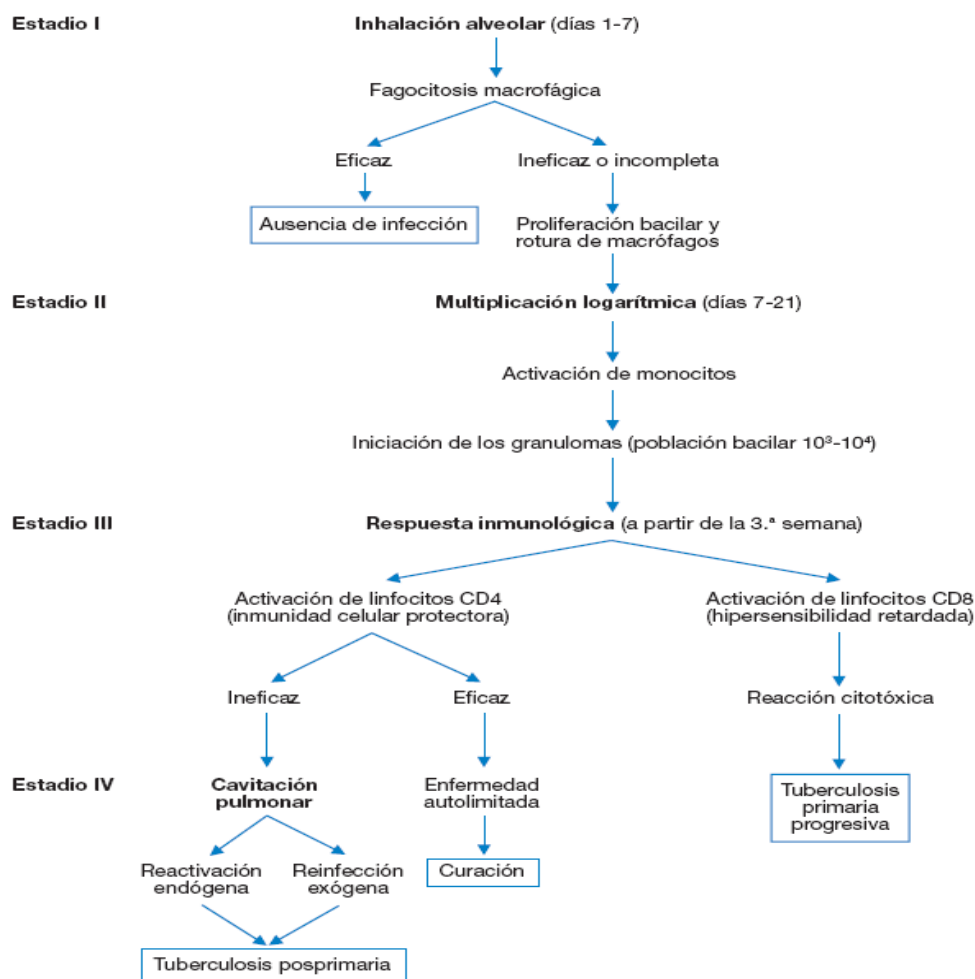 Estadio I
Inhalación alveolar (días 1-7)
Fagocitosis macrofágica
Eficaz
Ineficaz o incompleta
Ausencia de infección
Proliferación bacilar y
rotura de macrófagos
Estadio II
Multiplicación logarítmica (días 7-21)
Activación de monocitos
Iniciación de los granulomas (población bacilar 10³-10⁴)
Estadio III
Respuesta inmunológica (a partir de la 3.ª semana)
Activación de linfocitos CD4
(inmunidad celular protectora)
Activación de linfocitos CD8
(hipersensibilidad retardada)
Ineficaz
Eficaz
Reacción citotóxica
Estadio IV
Cavitación
pulmonar
Enfermedad
autolimitada
Tuberculosis
primaria
progresiva
Reactivación
endógena
Reinfección
exógena
Curación
Tuberculosis posprimaria